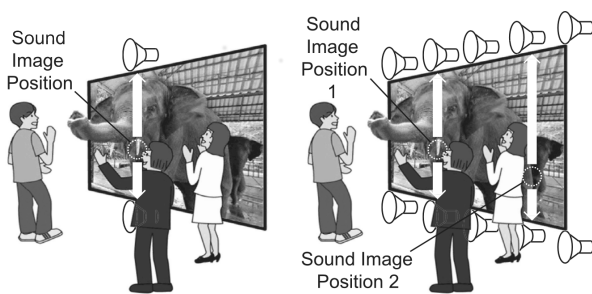 Sound
Image
Position
Sound
Image
Position
1
Sound Image
Position 2